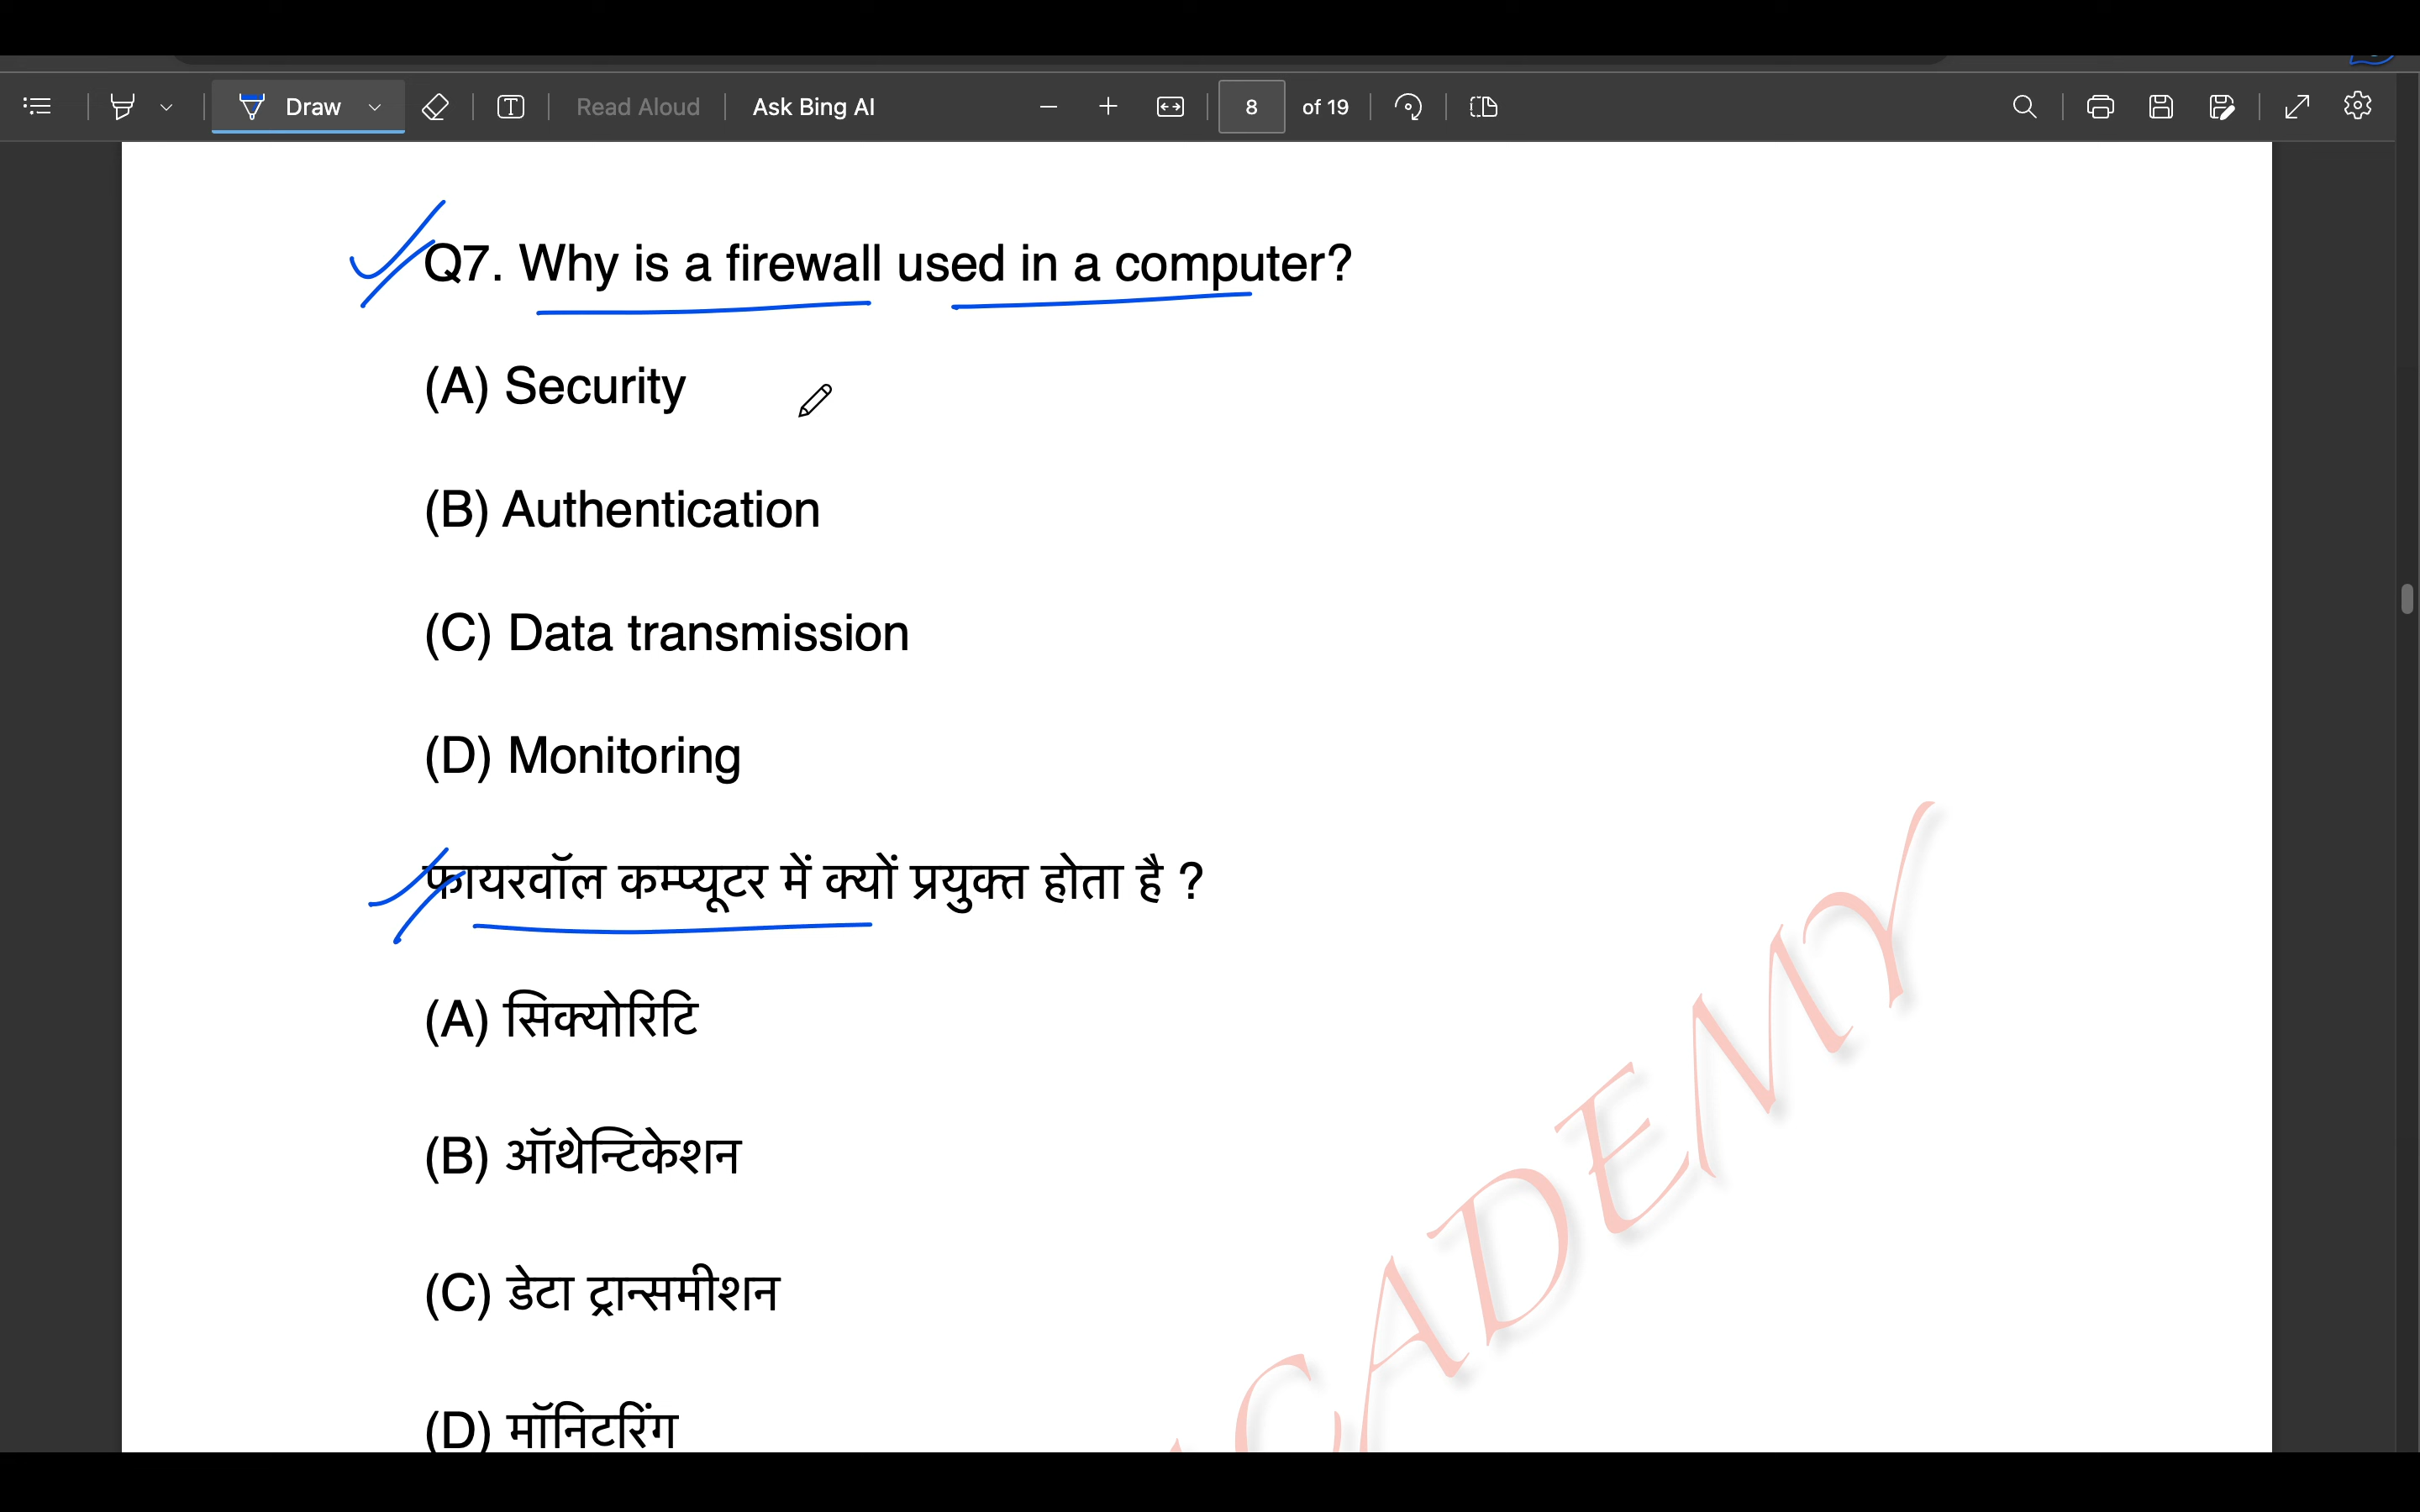 Draw
Read Aloud
Ask Bing AI
8 of 19
Q7. Why is a firewall used in a computer?
(A) Security
(B) Authentication
(C) Data transmission
(D) Monitoring
फायरवॉल कम्प्यूटर में क्यों प्रयुक्त होता है ?
(A) सिक्योरिटि
(B) ऑथेन्टिकेशन
(C) डेटा ट्रान्समीशन
(D) मॉनिटरिंग
CADEMY